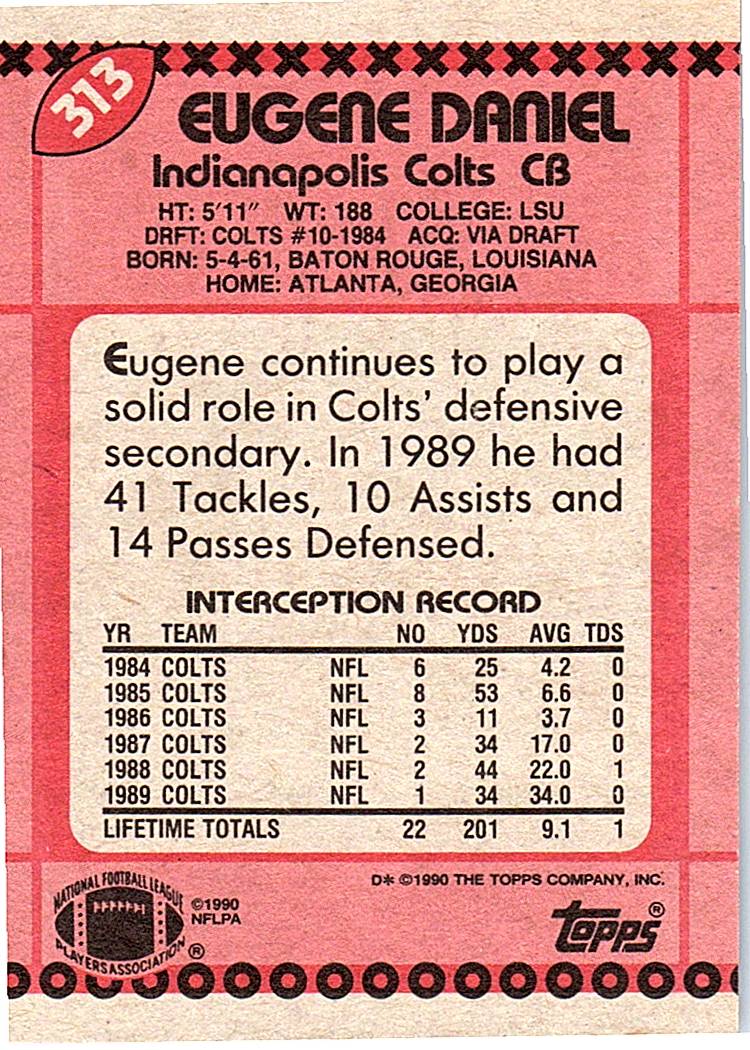 313
EUGENE DANIEL
Indianapolis Colts CB
HT: 5'11" WT: 188 COLLEGE: LSU
DRFT: COLTS #10-1984 ACQ: VIA DRAFT
BORN: 5-4-61, BATON ROUGE, LOUISIANA
HOME: ATLANTA, GEORGIA
Eugene continues to play a
solid role in Colts' defensive
secondary. In 1989 he had
41 Tackles, 10 Assists and
14 Passes Defensed.
INTERCEPTION RECORD
YR TEAM NO YDS AVG TDS
1984 COLTS NFL 6 25 4.2 0
1985 COLTS NFL 8 53 6.6 0
1986 COLTS NFL 3 11 3.7 0
1987 COLTS NFL 2 34 17.0 0
1988 COLTS NFL 2 44 22.0 1
1989 COLTS NFL 1 34 34.0 0
LIFETIME TOTALS 22 201 9.1 1
D* ©1990 THE TOPPS COMPANY, INC.
NATIONAL FOOTBALL LEAGUE
PLAYERS ASSOCIATION ®
©1990
NFLPA
topps®